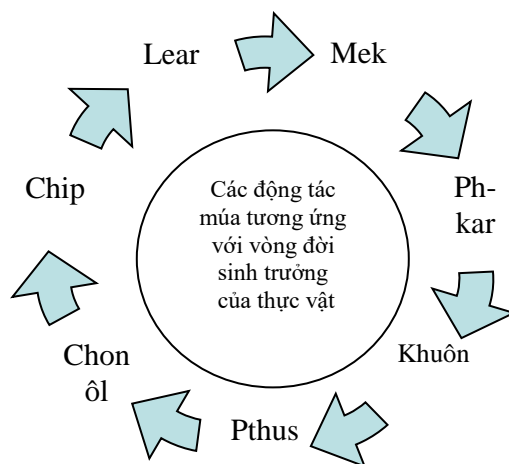 Lear
Mek
Ph-
kar
Khuôn
Pthus
Chon
ôl
Chip
Các động tác
múa tương ứng
với vòng đời
sinh trưởng
của thực vật